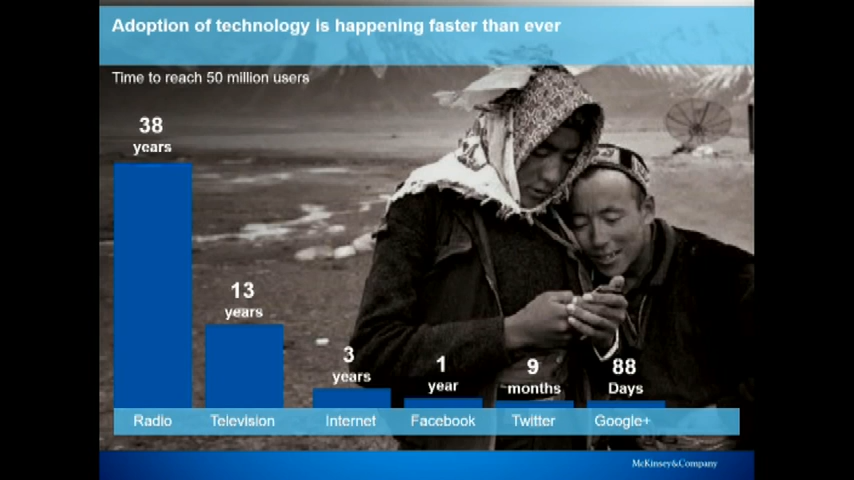 Adoption of technology is happening faster than ever
Time to reach 50 million users
38
years
13
years
3
years
1
year
9
months
88
Days
Radio
Television
Internet
Facebook
Twitter
Google+
McKinsey&Company